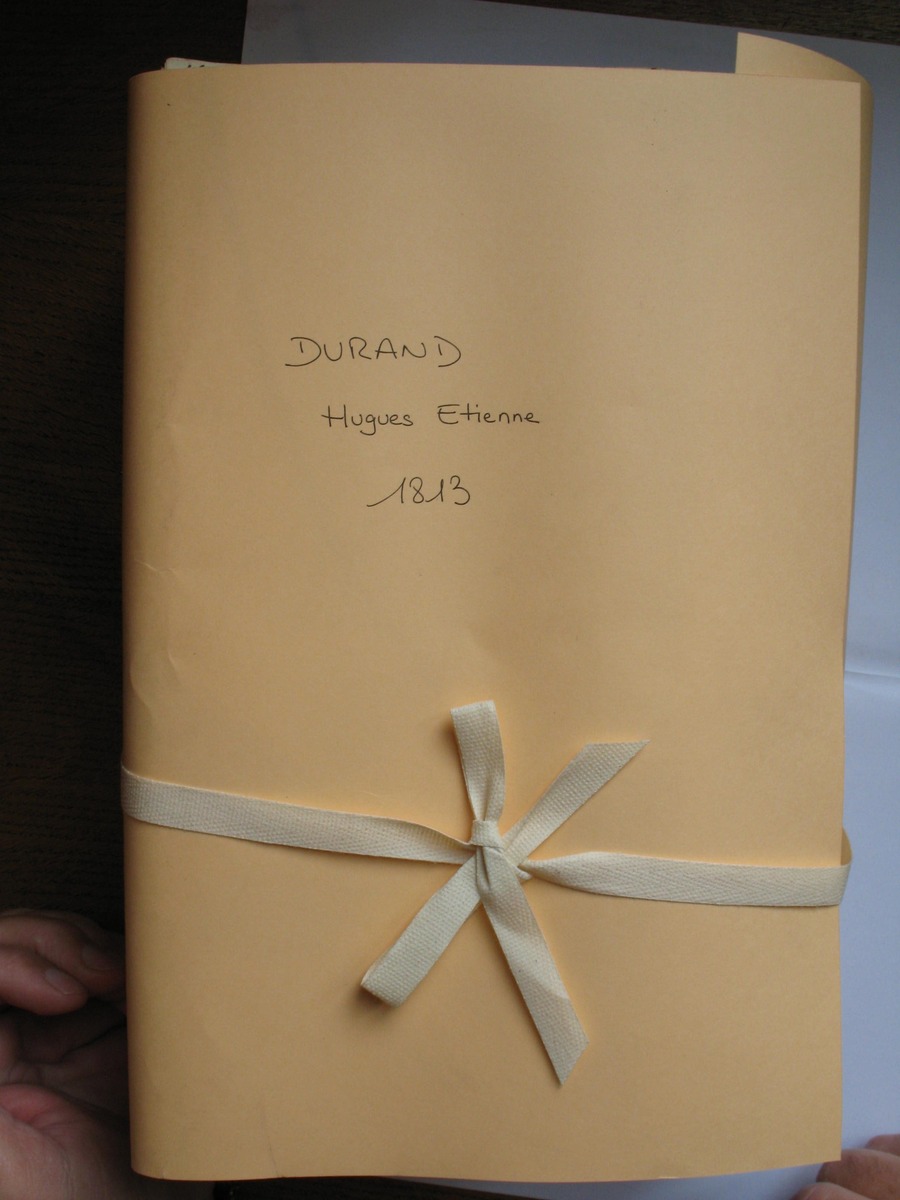 DURAND
Hugues Etienne
1813